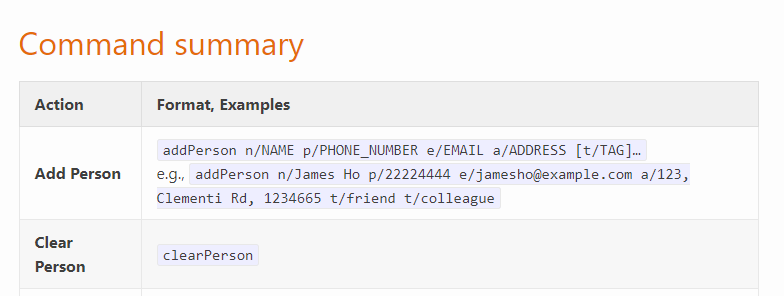 Command summary
Action Format, Examples
Add Person
addPerson n/NAME p/PHONE_NUMBER e/EMAIL a/ADDRESS [t/TAG]…
e.g., addPerson n/James Ho p/22224444 e/jamesho@example.com a/123,
Clementi Rd, 1234665 t/friend t/colleague
Clear
Person
clearPerson